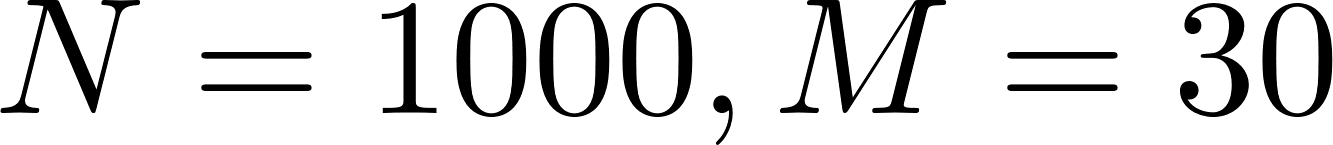 N = 1000, M = 30